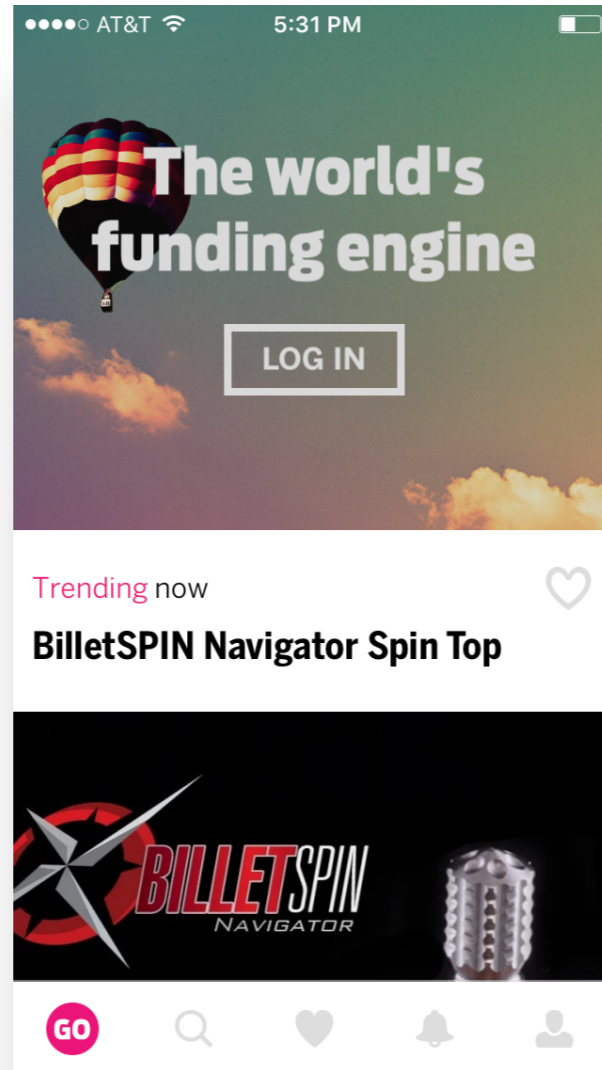 AT&T 5:31 PM
The world's
funding engine
LOG IN
Trending now
BilletSPIN Navigator Spin Top
BILLETSPIN
NAVIGATOR
GO